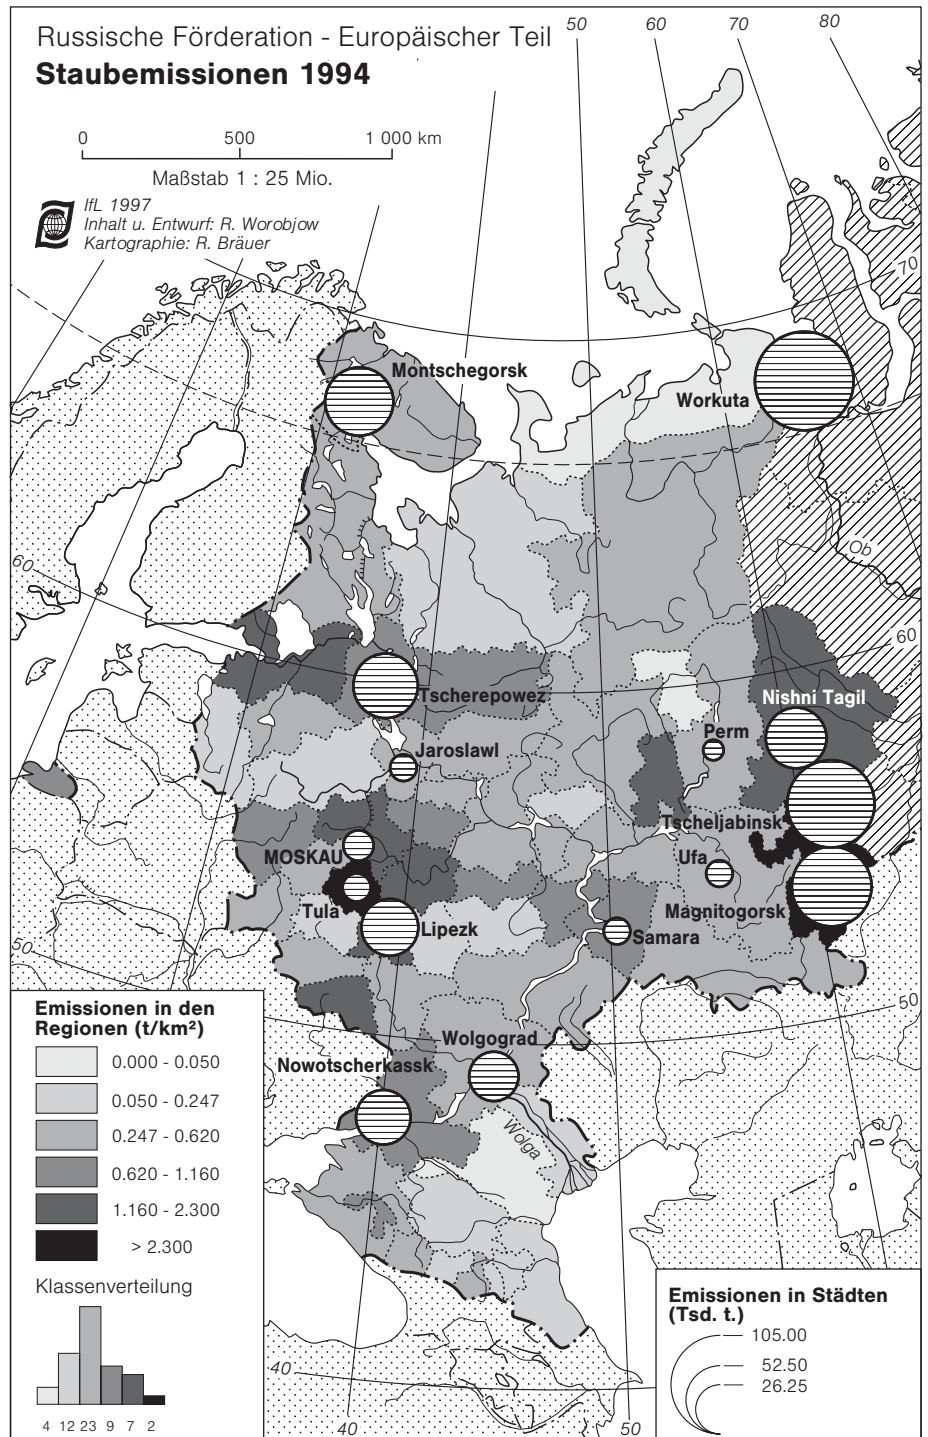 Russische Förderation - Europäischer Teil
Staubemissionen 1994
50
60
70
80
0 500 1 000 km
Maßstab 1 : 25 Mio.
IfL 1997
Inhalt u. Entwurf: R. Worobjow
Kartographie: R. Bräuer
70
Montschegorsk
Workuta
Ob
60
60
Tscherepowez
Nishni Tagil
Perm
Jaroslawl
Tscheljabinsk
MOSKAU
Ufa
Tula
Magnitogorsk
Lipezk
Samara
50
50
Wolgograd
Nowotscherkassk
Wolga
Emissionen in den
Regionen (t/km²)
0.000 - 0.050
0.050 - 0.247
0.247 - 0.620
0.620 - 1.160
1.160 - 2.300
> 2.300
Klassenverteilung
4 12 23 9 7 2
40
40
50
Emissionen in Städten
(Tsd. t.)
105.00
52.50
26.25